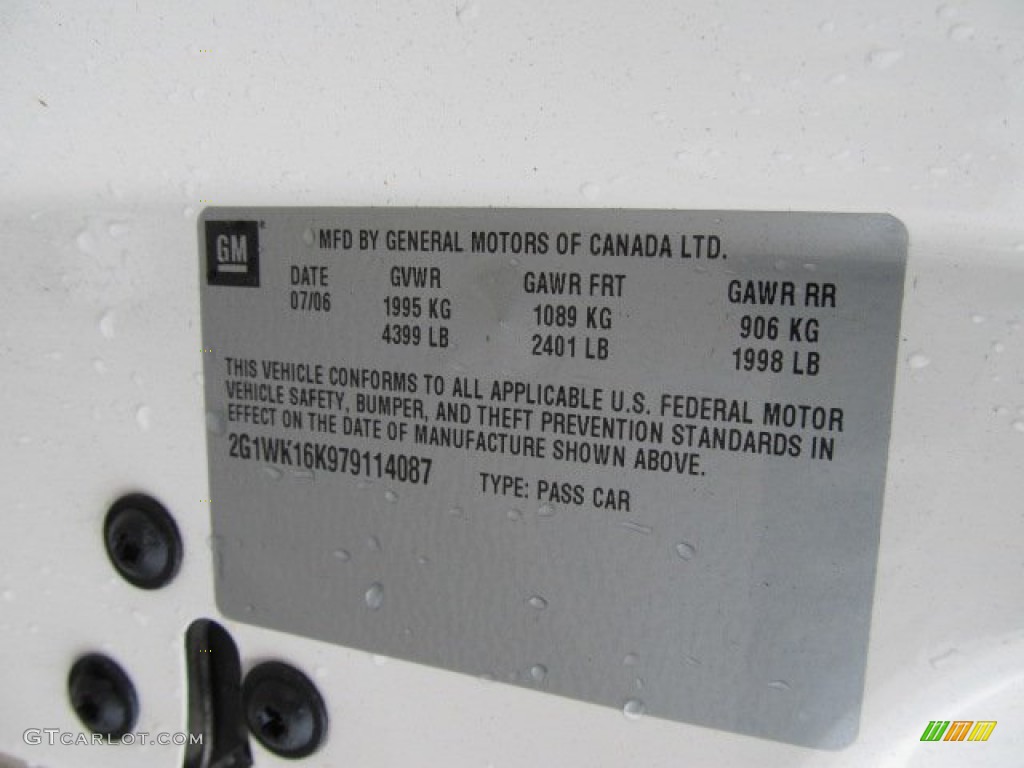 GM
MFD BY GENERAL MOTORS OF CANADA LTD.
DATE GVWR GAWR FRT GAWR RR
07/06 1995 KG 1089 KG 906 KG
4399 LB 2401 LB 1998 LB
THIS VEHICLE CONFORMS TO ALL APPLICABLE U.S. FEDERAL MOTOR
VEHICLE SAFETY, BUMPER, AND THEFT PREVENTION STANDARDS IN
EFFECT ON THE DATE OF MANUFACTURE SHOWN ABOVE.
2G1WK16K979114087 TYPE: PASS CAR
GTCARLOT.COM